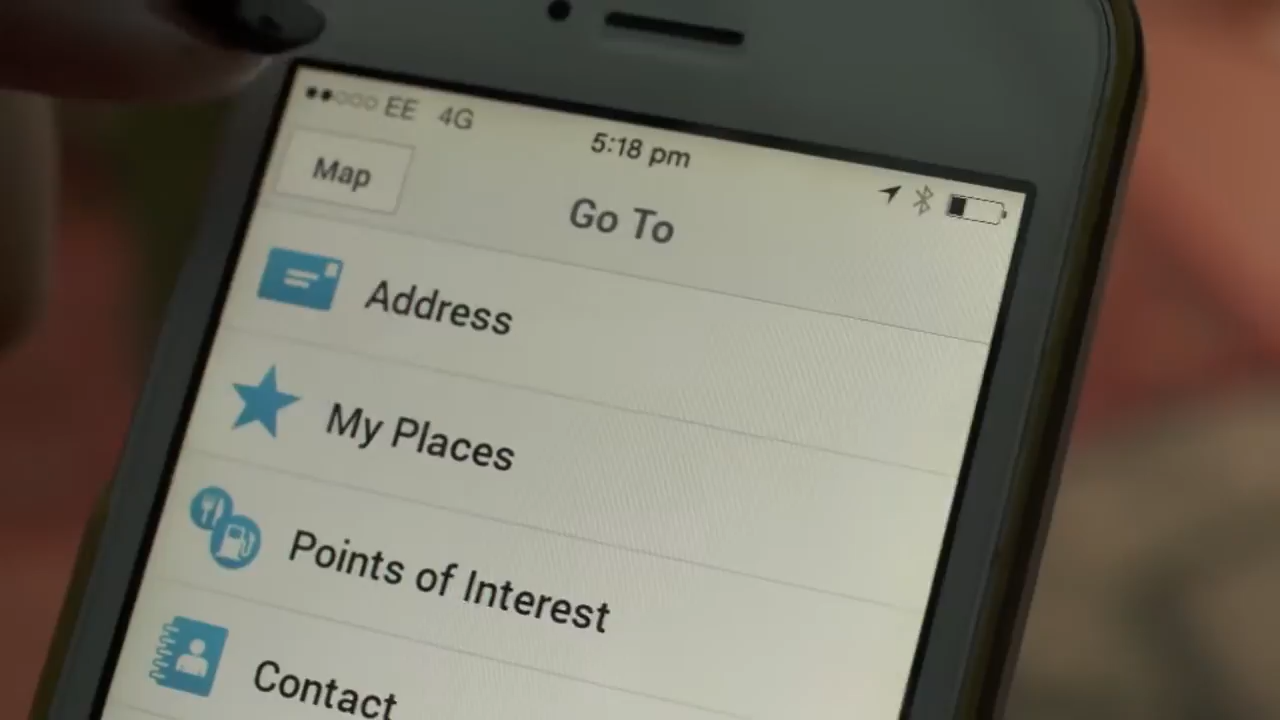 EE 4G 5:18 pm
Map
Go To
Address
My Places
Points of Interest
Contact